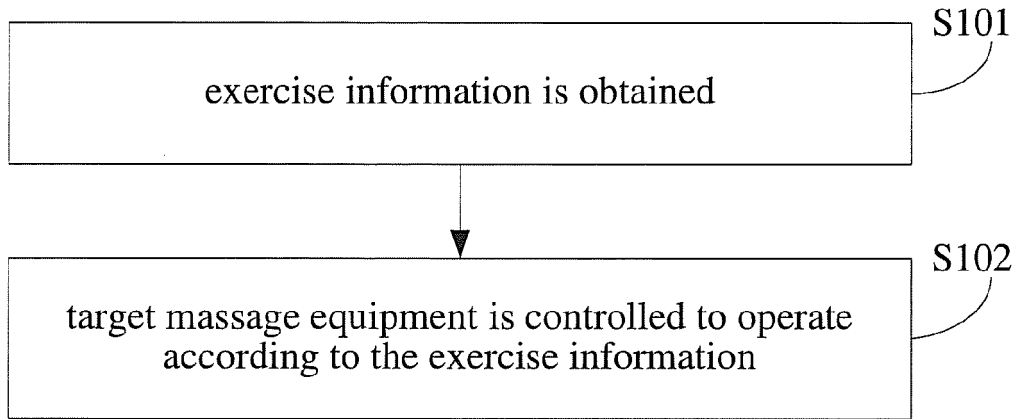 S101
exercise information is obtained
S102
target massage equipment is controlled to operate
according to the exercise information